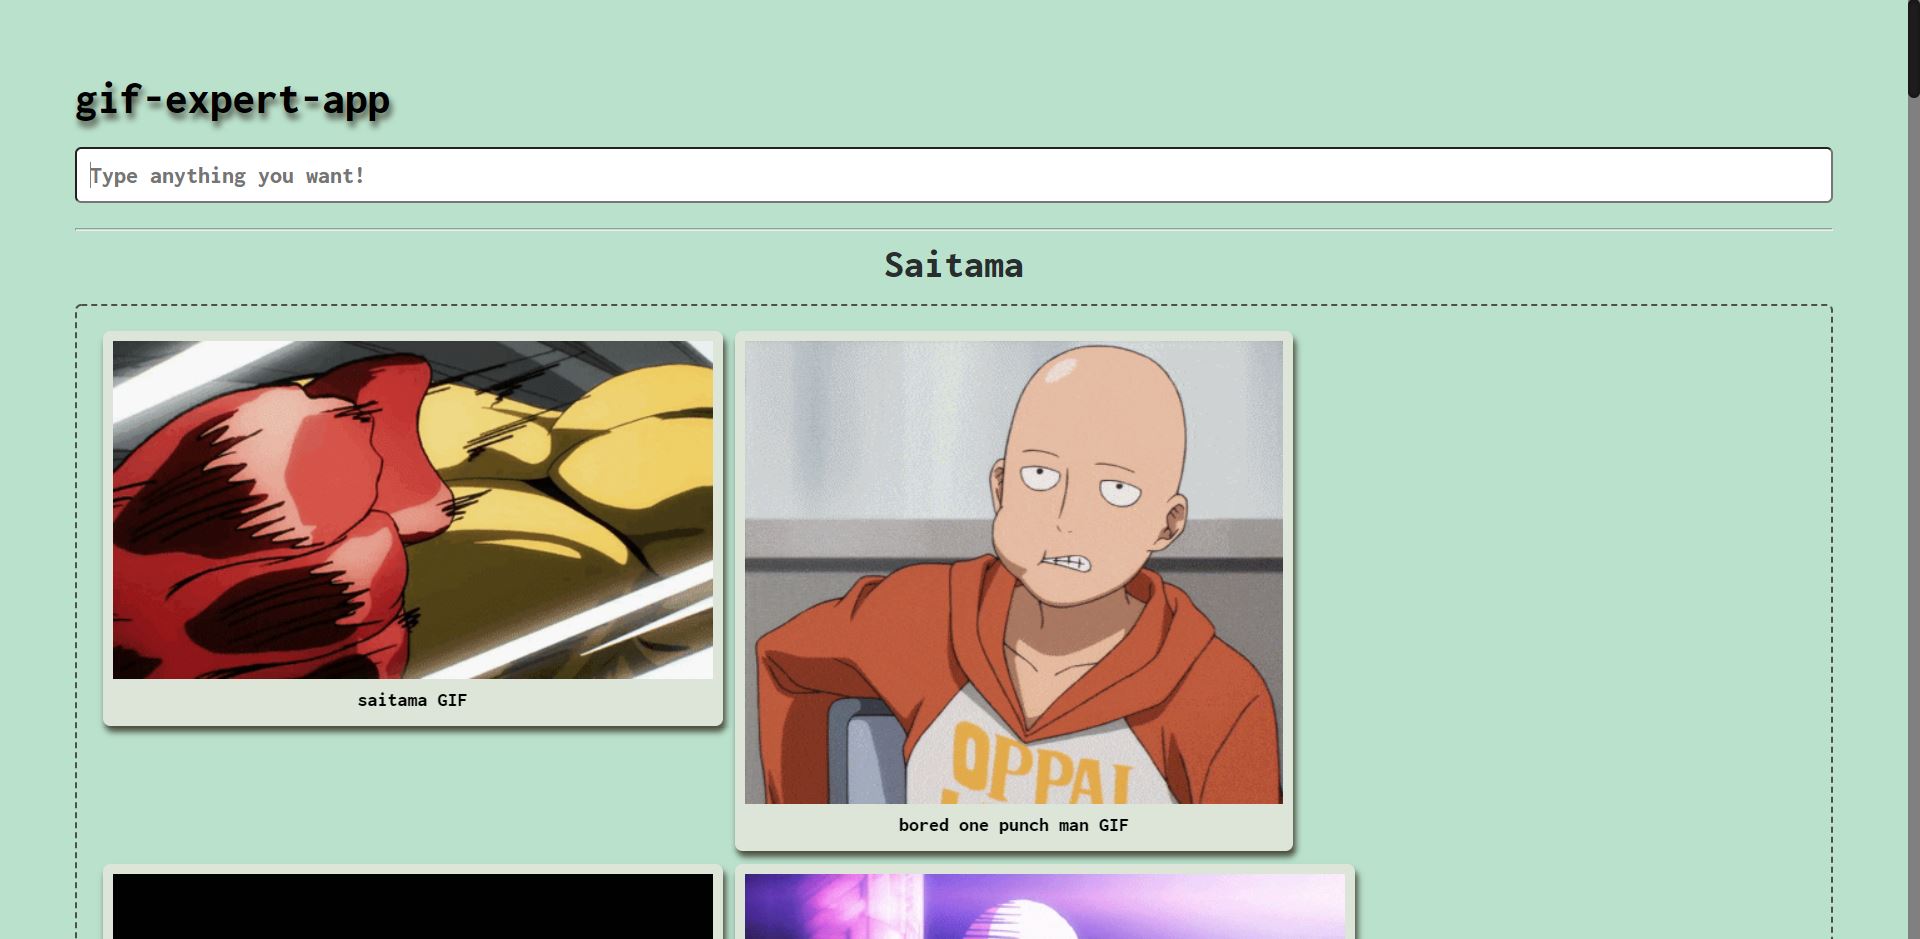 gif-expert-app
Type anything you want!
Saitama
OPPAI
saitama GIF
bored one punch man GIF